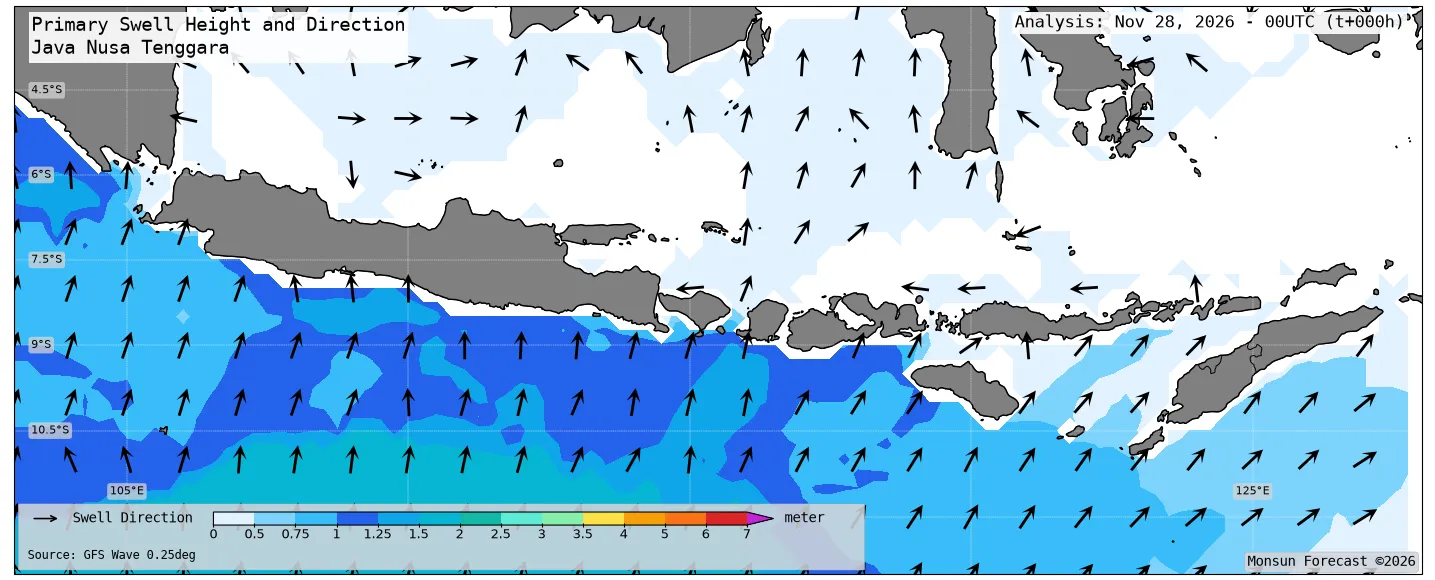 Primary Swell Height and Direction
Java Nusa Tenggara
Analysis: Nov 28, 2026 - 00UTC (t+000h)
4.5°S
6°S
7.5°S
9°S
10.5°S
105°E
125°E
Swell Direction
0 0.5 0.75 1 1.25 1.5 2 2.5 3 3.5 4 5 6 7
meter
Source: GFS Wave 0.25deg
Monsun Forecast ©2026